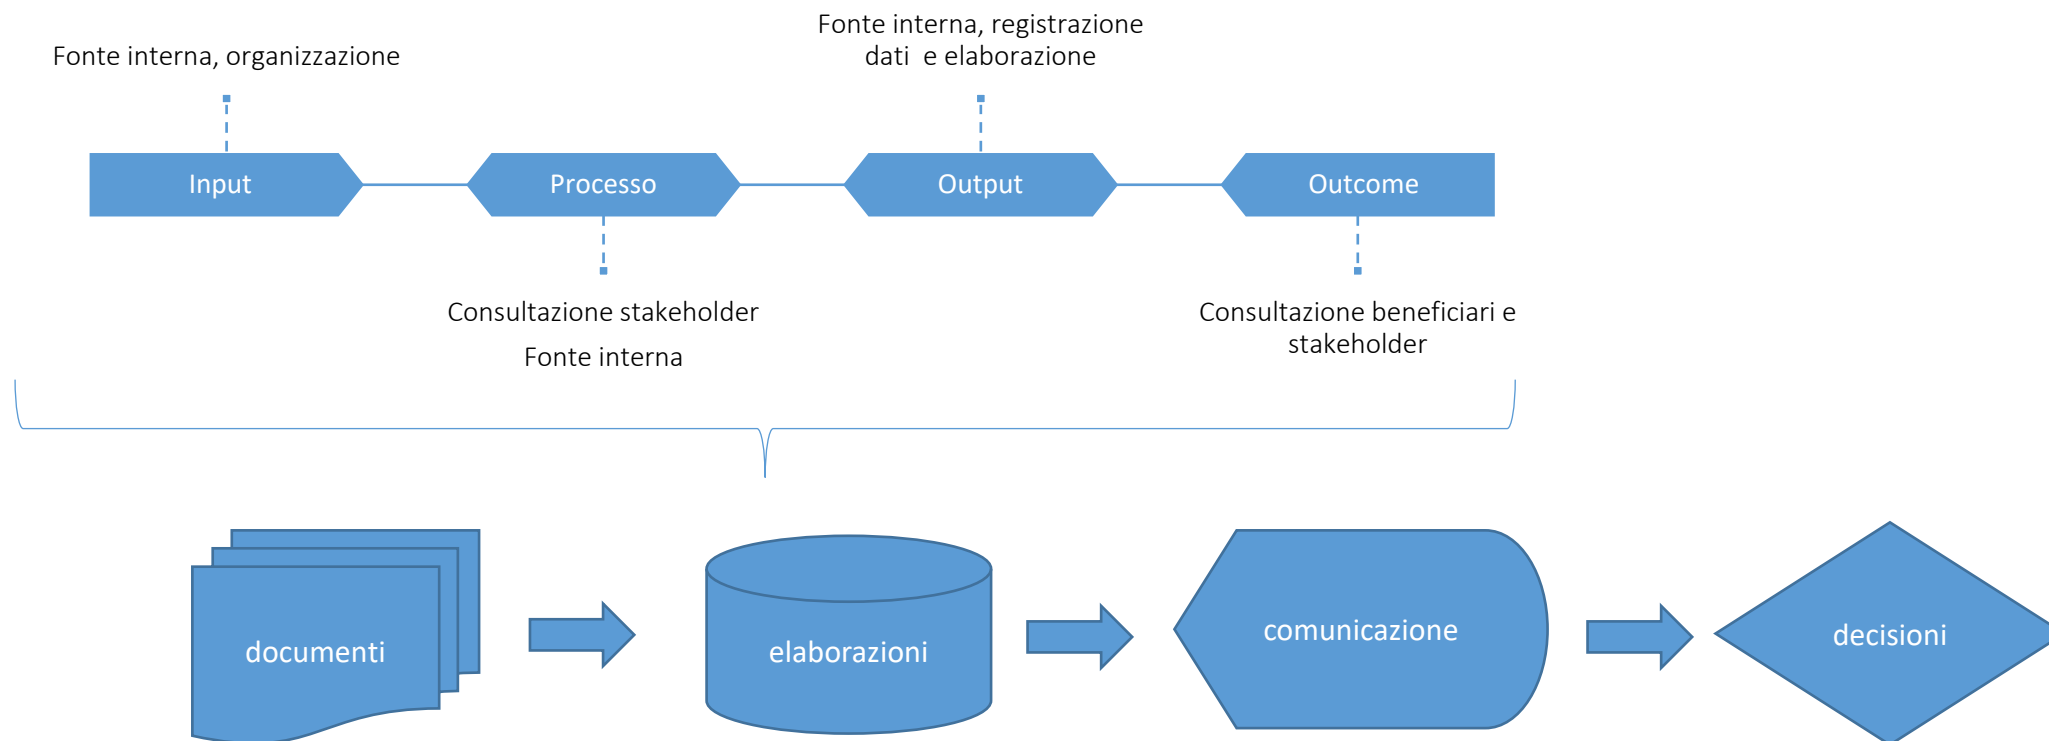 Fonte interna, organizzazione
Fonte interna, registrazione
dati e elaborazione
Input
Processo
Output
Outcome
Consultazione stakeholder
Fonte interna
Consultazione beneficiari e
stakeholder
documenti
elaborazioni
comunicazione
decisioni